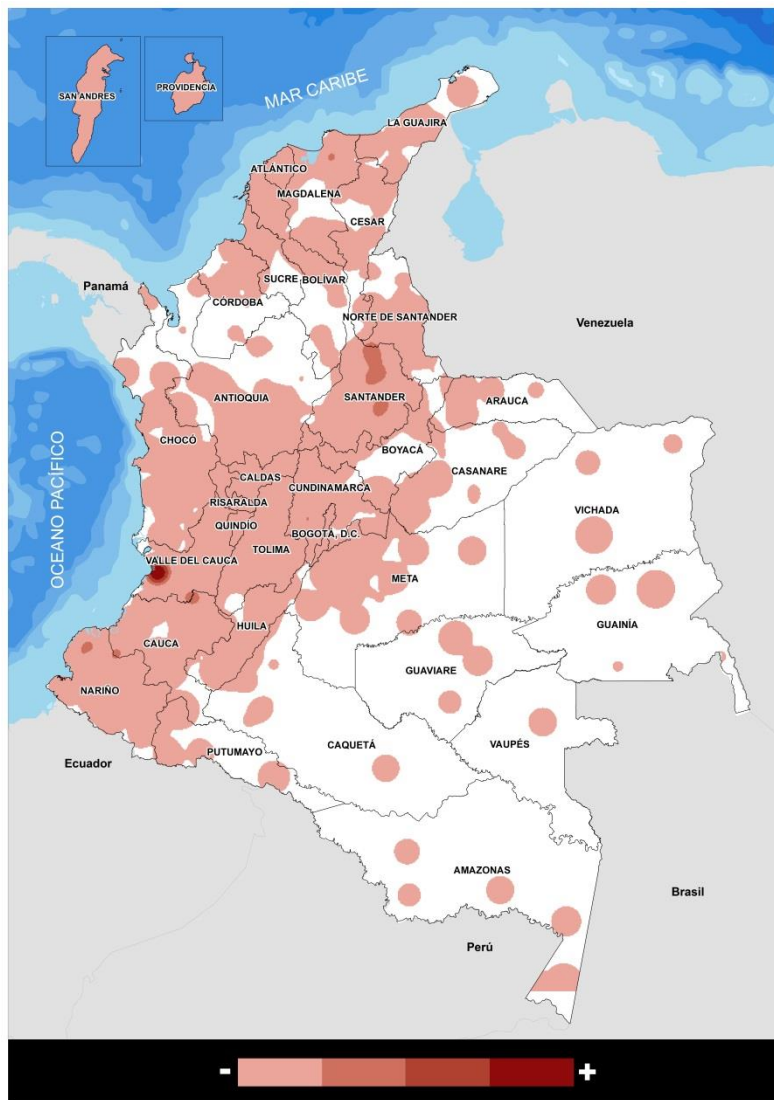 SAN ANDRES
PROVIDENCIA
MAR CARIBE
LA GUAJIRA
ATLÁNTICO
MAGDALENA
CESAR
Panamá
SUCRE
BOLÍVAR
CÓRDOBA
NORTE DE SANTANDER
Venezuela
ANTIOQUIA
SANTANDER
ARAUCA
CHOCÓ
BOYACÁ
CASANARE
OCEANO PACÍFICO
CALDAS
CUNDINAMARCA
RISARALDA
VICHADA
QUINDÍO
BOGOTÁ, D.C.
TOLIMA
VALLE DEL CAUCA
META
GUAINÍA
HUILA
CAUCA
GUAVIARE
NARIÑO
CAQUETÁ
VAUPÉS
PUTUMAYO
Ecuador
AMAZONAS
Brasil
Perú
- +